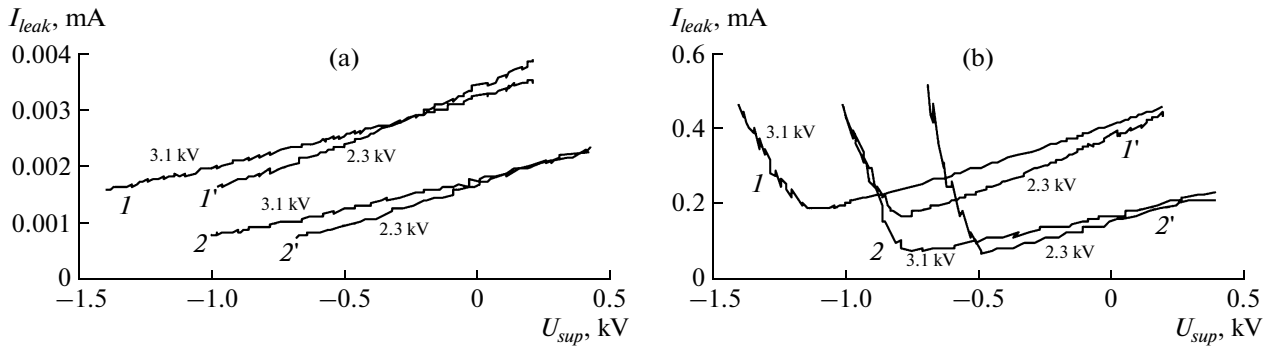 I_leak, mA
0.004
0.003
0.002
0.001
0
(a)
3.1 kV
2.3 kV
1
1'
3.1 kV
2.3 kV
2
2'
−1.5
−1.0
−0.5
0
0.5
U_sup, kV
I_leak, mA
0.6
0.4
0.2
0
(b)
3.1 kV
1
1'
2.3 kV
2
3.1 kV
2.3 kV
2'
−1.5
−1.0
−0.5
0
0.5
U_sup, kV